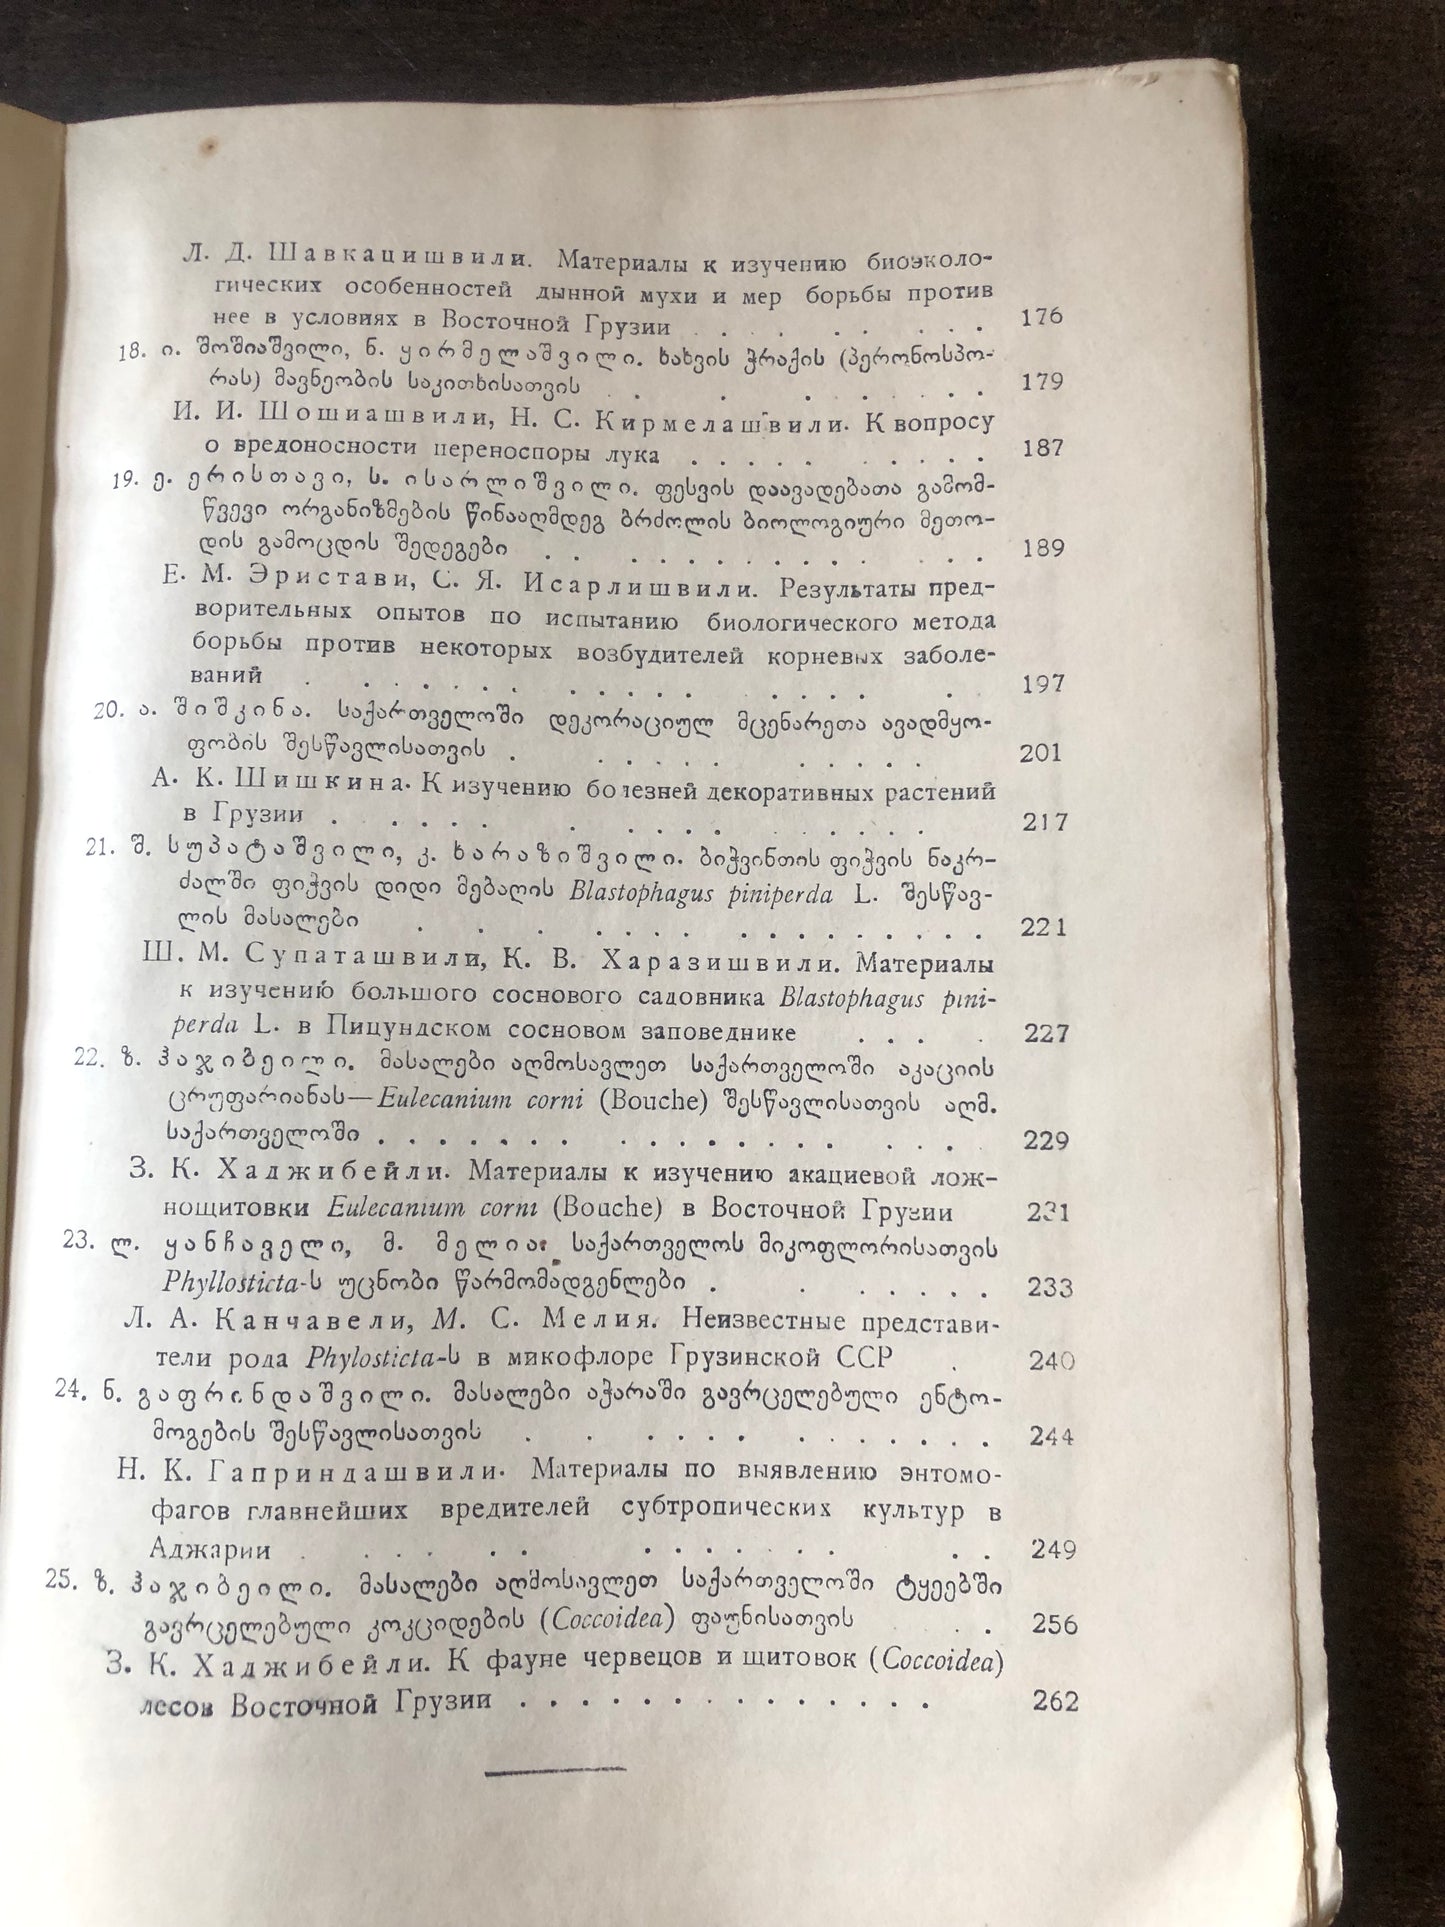 Л. Д. Шавкацишвили. Материалы к изучению биоэколо-
гических особенностей дынной мухи и мер борьбы против
нее в условиях в Восточной Грузии . . . . . . . . 176
18. ი. შოშიაშვილი, ნ. ყირმელაშვილი. ხახვის ჭრაქის (პერონოსპო-
რას) მავნეობის საკითხისათვის . . . . . . . 179
И. И. Шошиашвили, Н. С. Кирмелашвили. К вопросу
о вредоносности переноспоры лука . . . . . . . . . . 187
19. ე. ერისთავი, ს. ისარლიშვილი. ფესვის დაავადებათა გამომ-
წვევი ორგანიზმების წინააღმდეგ ბრძოლის ბიოლოგიური მეთო-
დის გამოცდის შედეგები . . . . . . . . . . . . . 189
Е. М. Эристави, С. Я. Исарлишвили. Результаты пред-
ворительных опытов по испытанию биологического метода
борьбы против некоторых возбудителей корневых заболе-
ваний . . . . . . . . . . . . . . . . 197
20. ა. შიშკინა. საქართველოში დეკორაციულ მცენარეთა ავადმყო-
ფობის შესწავლისათვის . . . . . . . . . . 201
А. К. Шишкина. К изучению болезней декоративных растений
в Грузии . . . . . . . . . . . . . . . 217
21. შ. სუპატაშვილი, კ. ხარაზიშვილი. ბიჭვინთის ფიჭვის ნაკრ-
ძალში ფიჭვის დიდი მებაღის Blastophagus piniperda L. შესწავ-
ლის მასალები . . . . . . . . . . . . . . . . 221
Ш. М. Супаташвили, К. В. Харазишвили. Материалы
к изучению большого соснового садовника Blastophagus pini-
perda L. в Пицундском сосновом заповеднике . . . . 227
22. ზ. ჰაჯიბეილი. მასალები აღმოსავლეთ საქართველოში აკაციის
ცრუფარიანას—Eulecanium corni (Bouche) შესწავლისათვის აღმ.
საქართველოში . . . . . . . . . . . . . . . . . . 229
З. К. Хаджибейли. Материалы к изучению акациевой лож-
нощитовки Eulecanium corni (Bouche) в Восточной Грузии 231
23. ლ. ყანჩაველი, მ. მელია. საქართველოს მიკოფლორისათვის
Phyllosticta-ს უცნობი წარმომადგენლები . . . . . . . 233
Л. А. Канчавели, М. С. Мелия. Неизвестные представи-
тели рода Phylosticta-ს в микофлоре Грузинской ССР . 240
24. ნ. გაფრინდაშვილი. მასალები აჭარაში გავრცელებული ენტო-
მოგების შესწავლისათვის . . . . . . . . . . . . . 244
Н. К. Гаприндашвили. Материалы по выявлению энтомо-
фагов главнейших вредителей субтропических культур в
Аджарии . . . . . . . . . . . . . . . 249
25. ზ. ჰაჯიბეილი. მასალები აღმოსავლეთ საქართველოში ტყეებში
გავრცელებული კოკციდების (Coccoidea) ფაუნისათვის . . 256
З. К. Хаджибейли. К фауне червецов и щитовок (Coccoidea)
лесов Восточной Грузии . . . . . . . . . . . . . . . 262